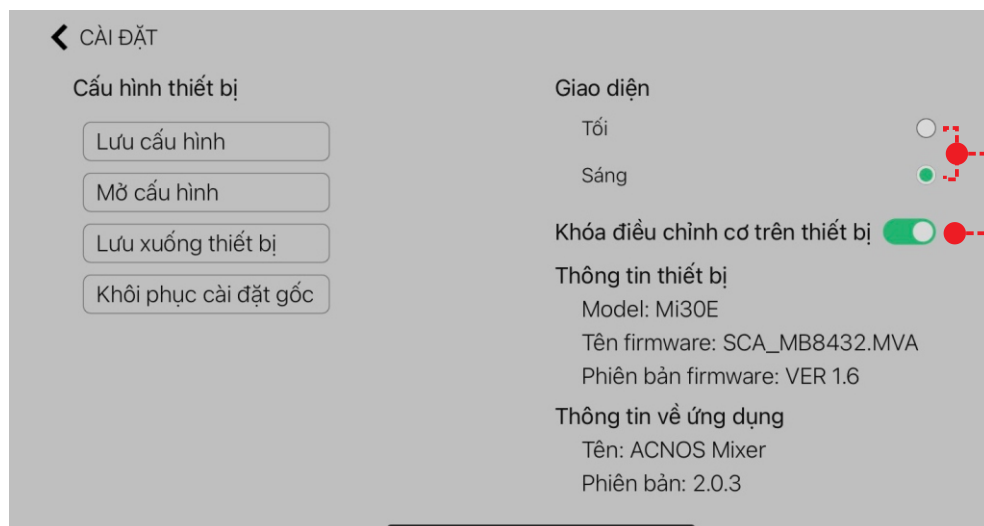 CÀI ĐẶT
Cấu hình thiết bị
Lưu cấu hình
Mở cấu hình
Lưu xuống thiết bị
Khôi phục cài đặt gốc
Giao diện
Tối
Sáng
Khóa điều chỉnh cơ trên thiết bị
Thông tin thiết bị
Model: Mi30E
Tên firmware: SCA_MB8432.MVA
Phiên bản firmware: VER 1.6
Thông tin về ứng dụng
Tên: ACNOS Mixer
Phiên bản: 2.0.3